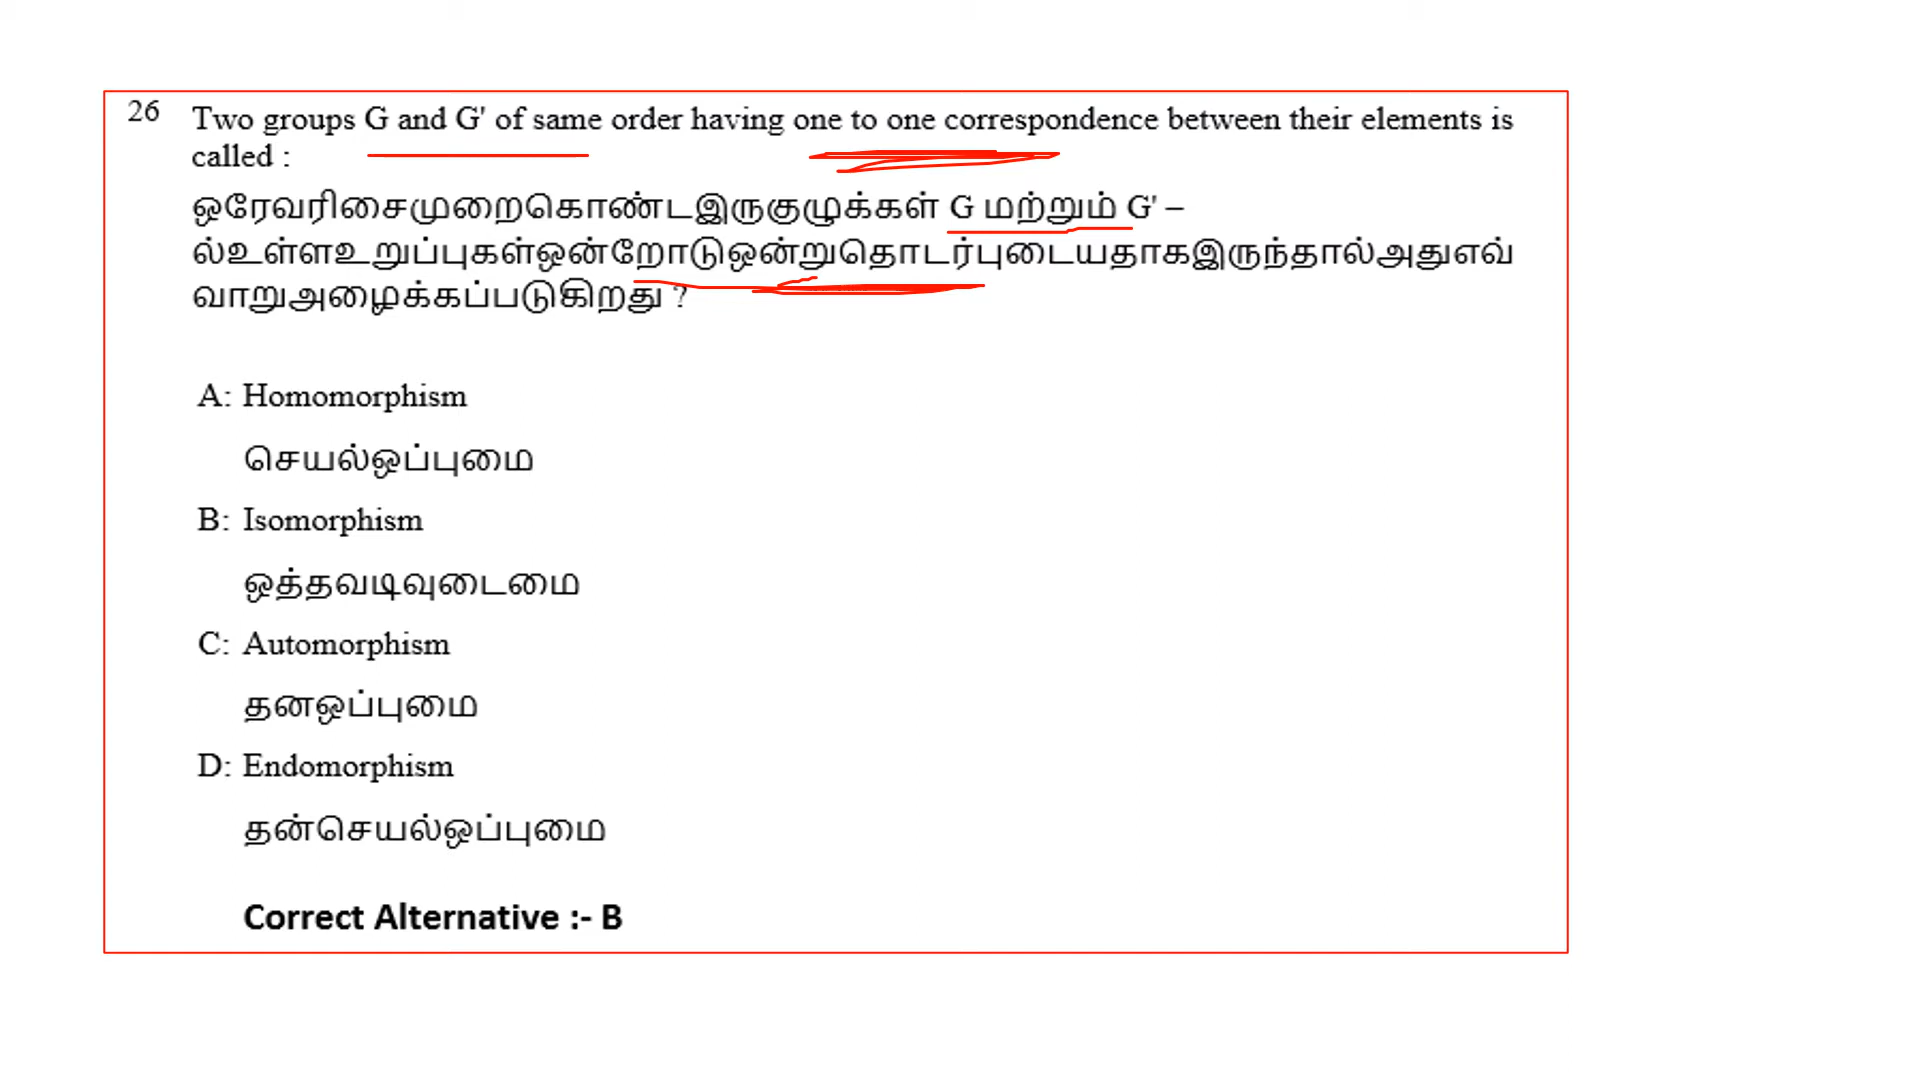 26 Two groups G and G' of same order having one to one correspondence between their elements is
called :
ஒரேவரிசைமுறைகொண்டஇருகுழுக்கள் G மற்றும் G' –
ல்உள்ளஉறுப்புகள்ஒன்றோடுஒன்றுதொடர்புடையதாகஇருந்தால்அதுஎவ்
வாறுஅழைக்கப்படுகிறது ?
A: Homomorphism
செயல்ஒப்புமை
B: Isomorphism
ஒத்தவடிவுடைமை
C: Automorphism
தனஒப்புமை
D: Endomorphism
தன்செயல்ஒப்புமை
Correct Alternative :- B